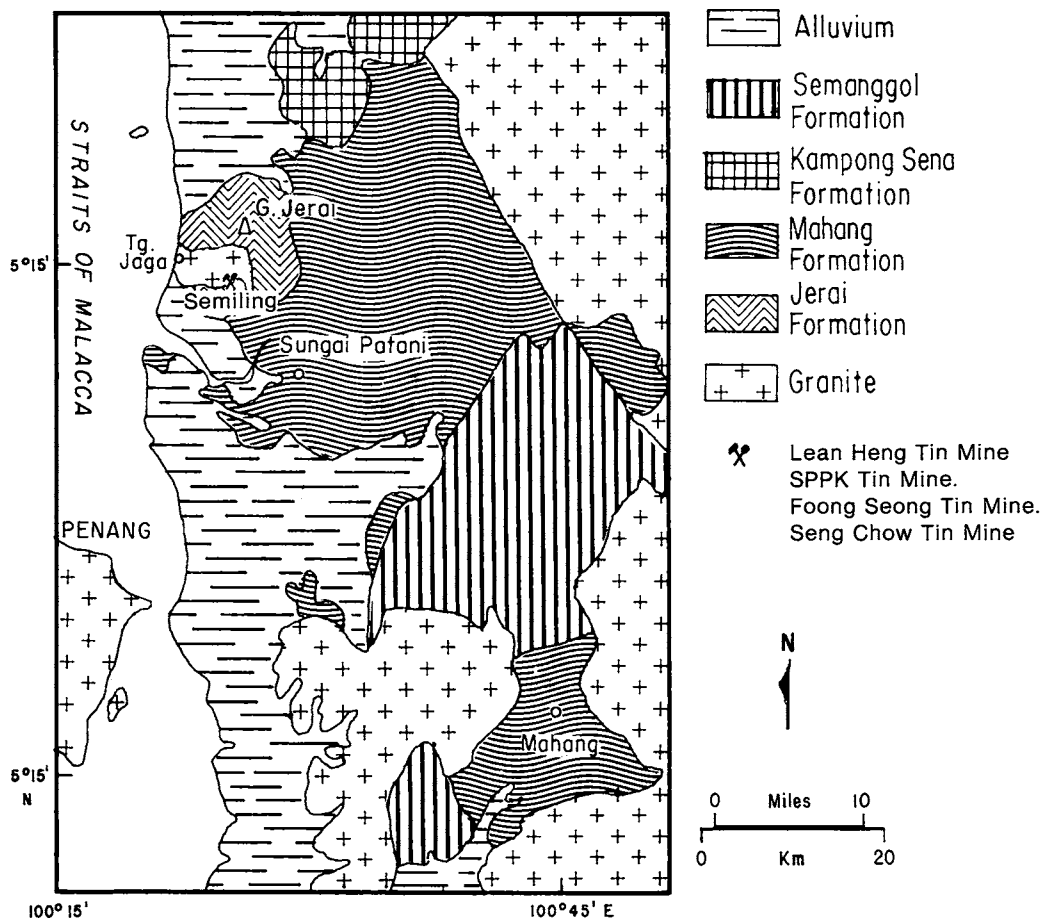 STRAITS OF MALACCA
G. Jerai
Tg.
Jaga
5°15'
Semiling
Sungai Patani
PENANG
Mahang
5°15'
N
100°15'
100°45' E
Alluvium
Semanggol
Formation
Kampong Sena
Formation
Mahang
Formation
Jerai
Formation
Granite
Lean Heng Tin Mine
SPPK Tin Mine.
Foong Seong Tin Mine.
Seng Chow Tin Mine
N
0 Miles 10
0 Km 20